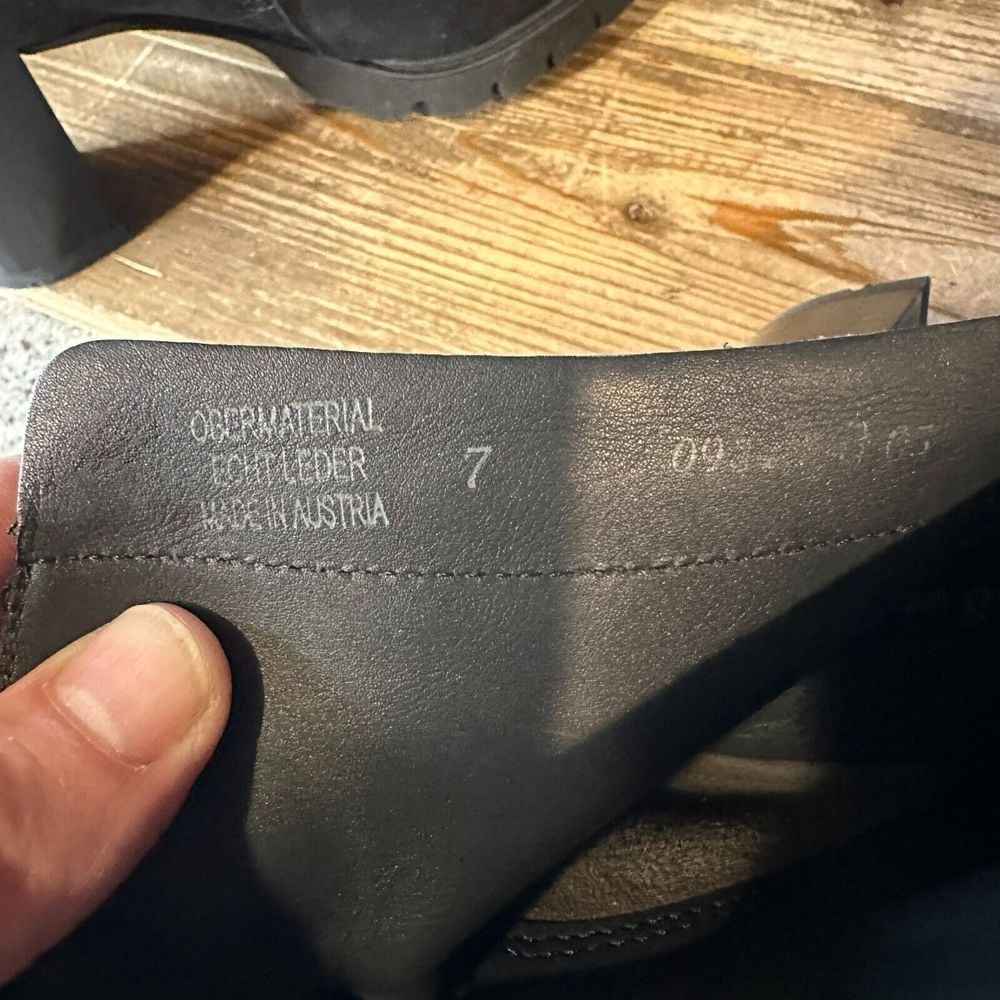 OBERMATERIAL
ECHT LEDER
MADE IN AUSTRIA
7